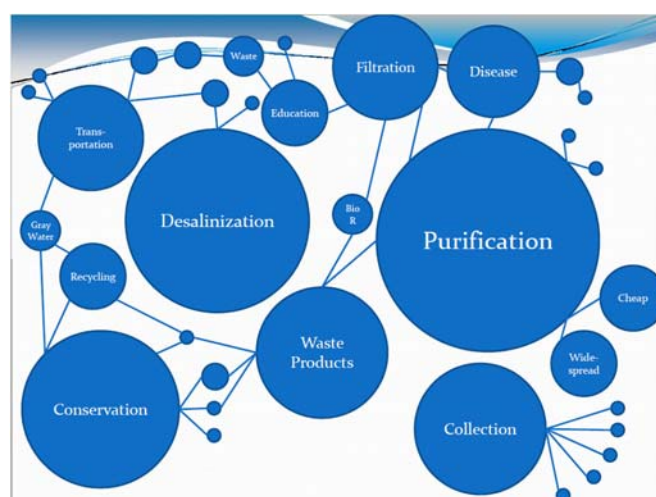 Waste
Filtration
Disease
Education
Trans-
portation
Desalinization
Bio
R
Purification
Gray
Water
Recycling
Cheap
Waste
Products
Wide-
spread
Conservation
Collection